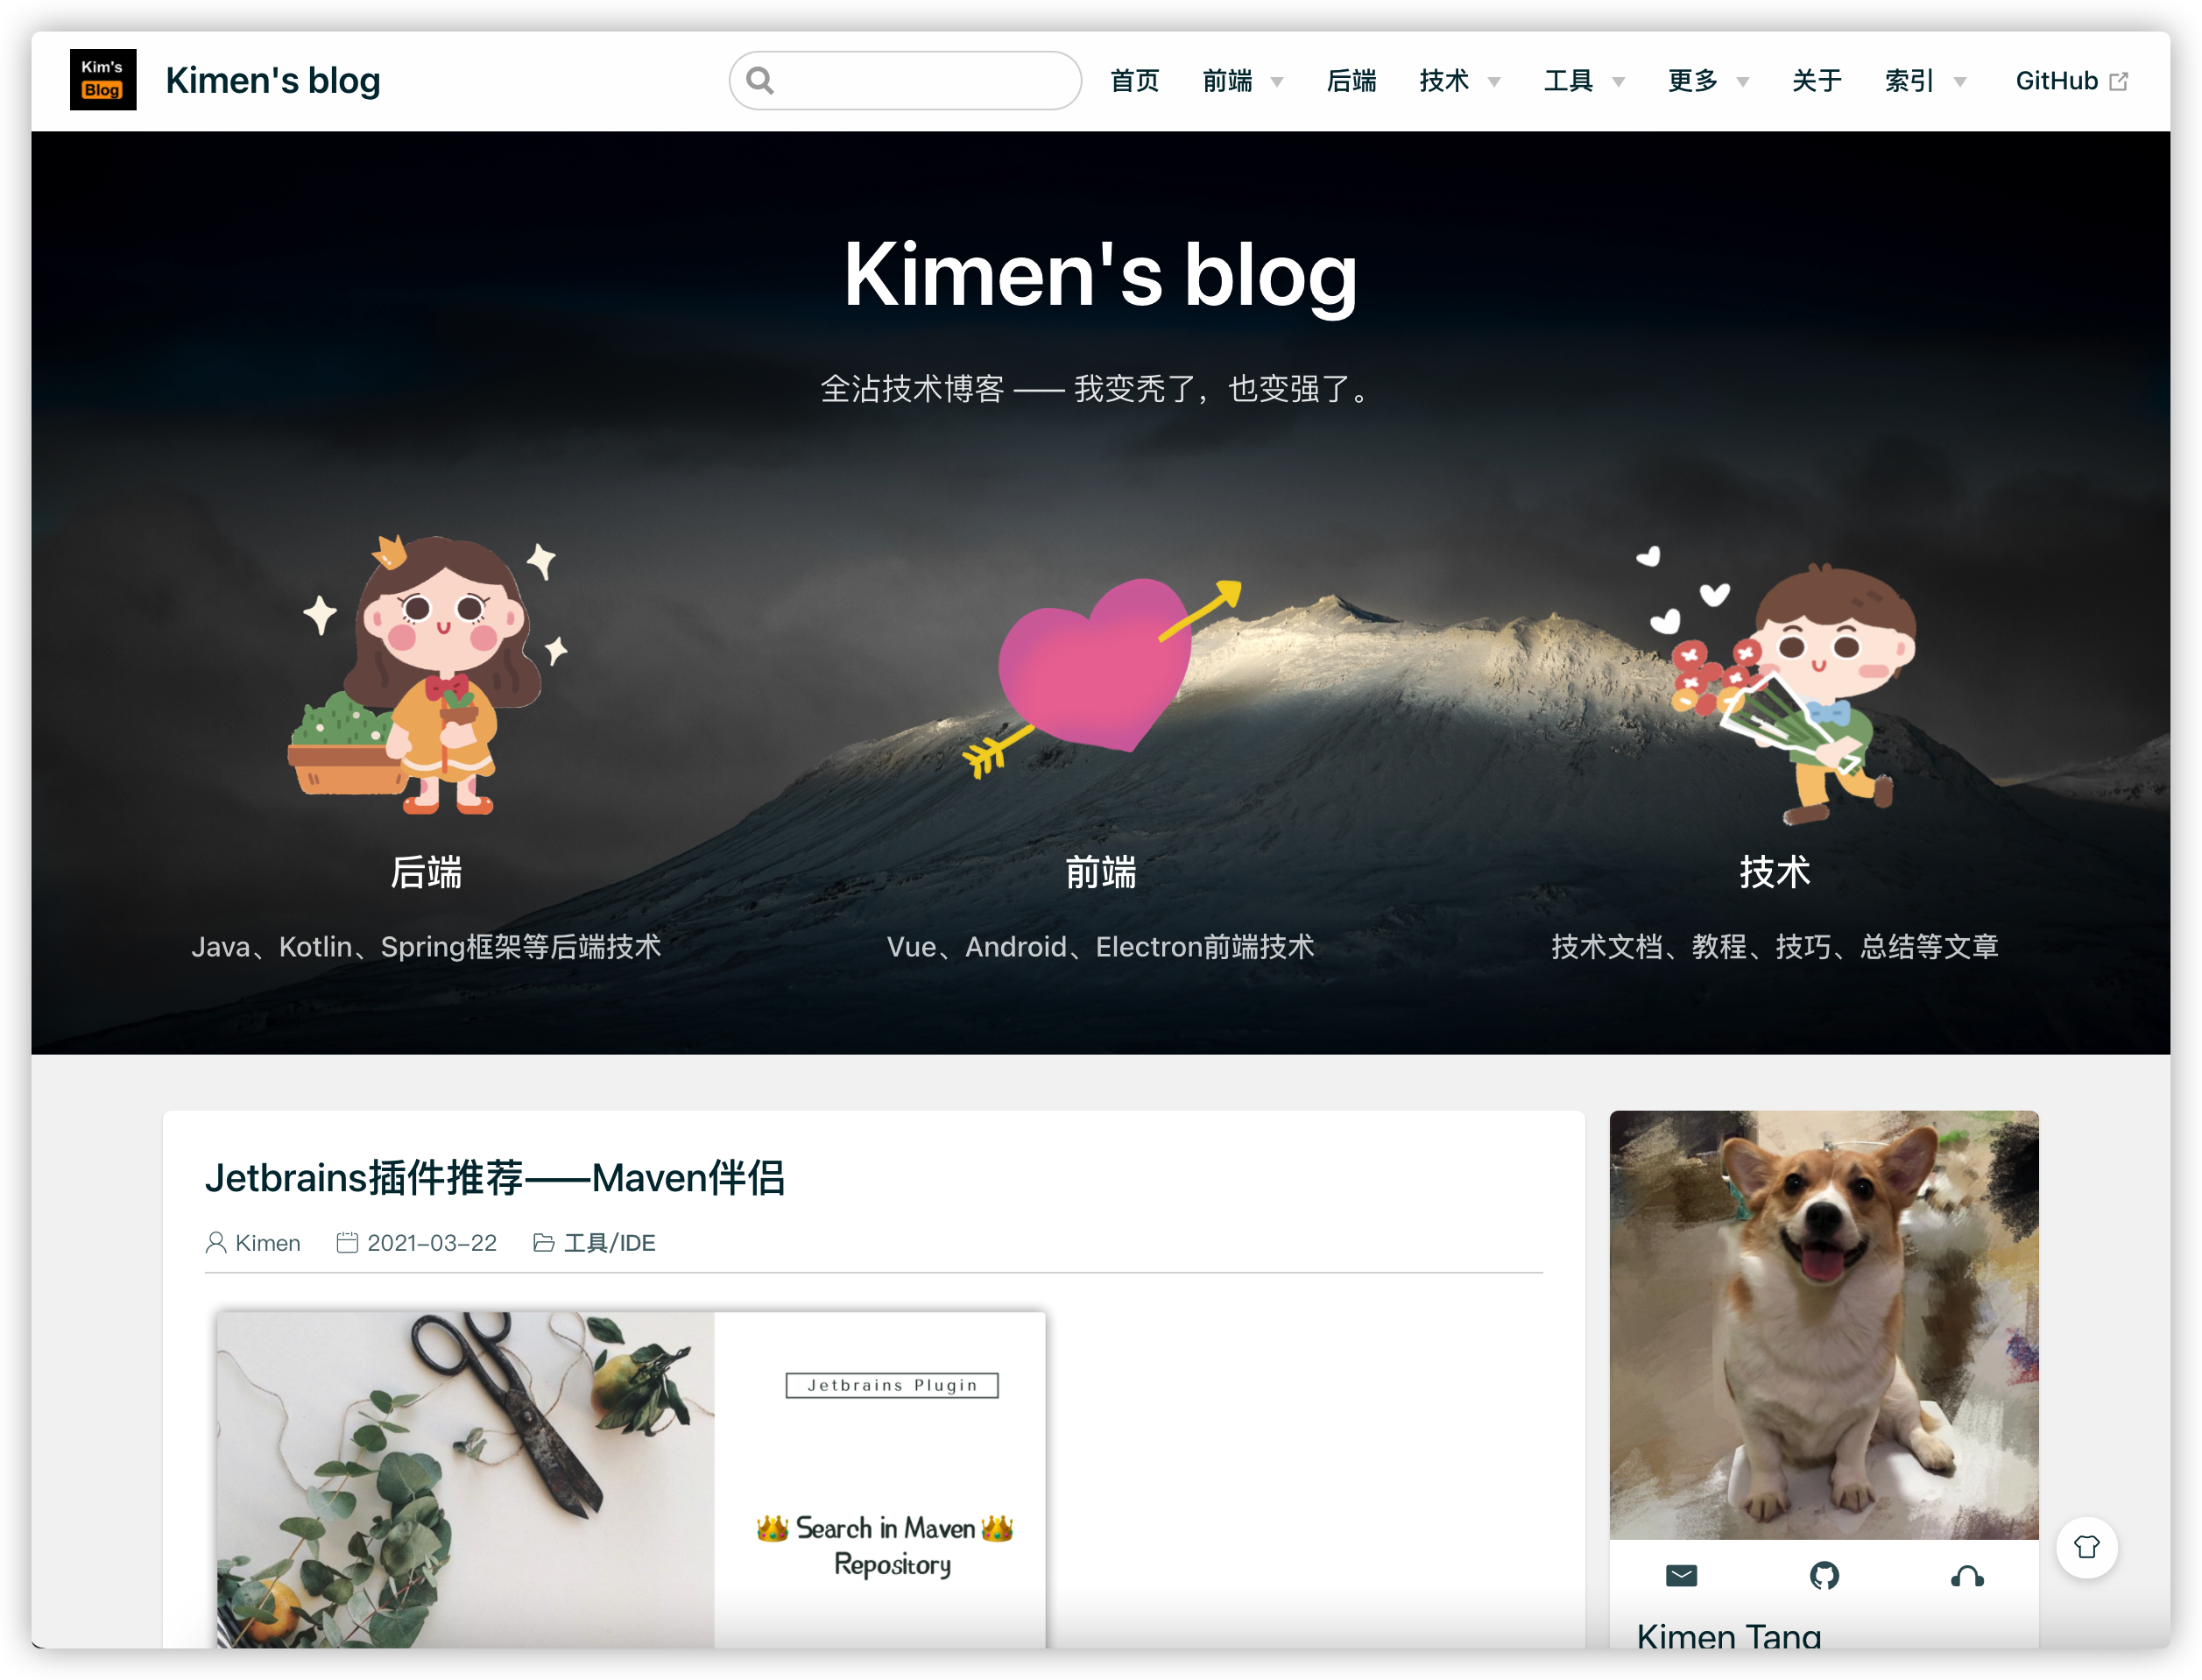 Kim's
Blog
Kimen's blog
首页 前端 后端 技术 工具 更多 关于 索引 GitHub
Kimen's blog
全沾技术博客 —— 我变秃了，也变强了。
后端 前端 技术
Java、Kotlin、Spring框架等后端技术 Vue、Android、Electron前端技术 技术文档、教程、技巧、总结等文章
Jetbrains插件推荐——Maven伴侣
Kimen 2021-03-22 工具/IDE
Jetbrains Plugin
👑 Search in Maven 👑
Repository
Kimen Tang